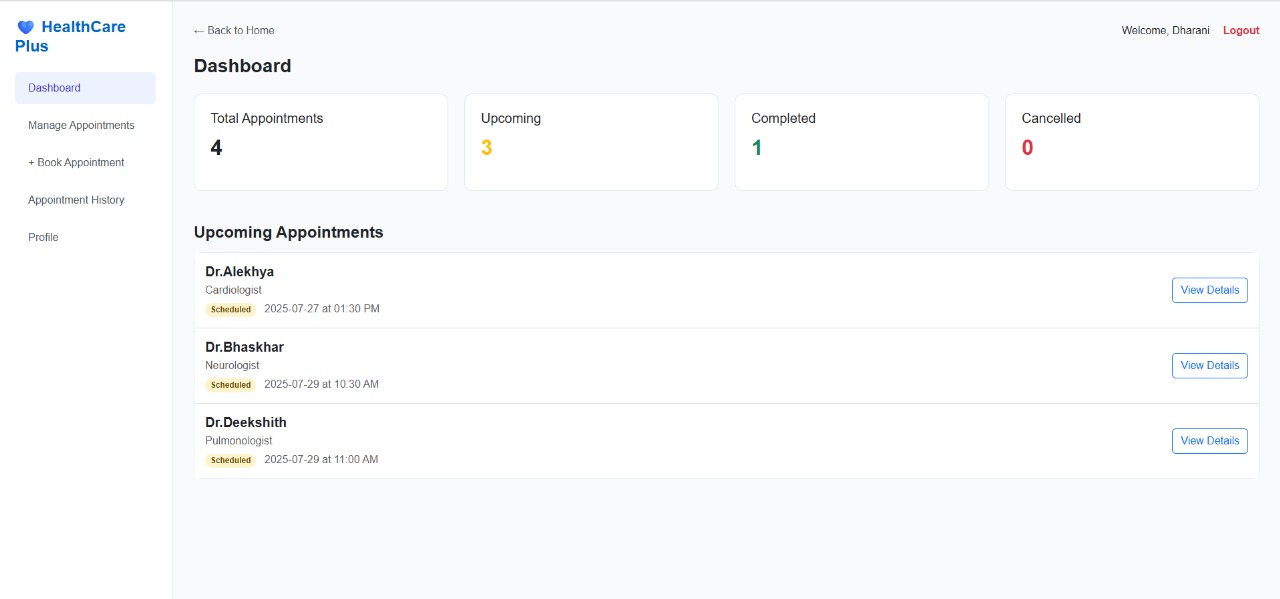 💙 HealthCare
Plus
Dashboard
Manage Appointments
+ Book Appointment
Appointment History
Profile
← Back to Home
Welcome, Dharani Logout
Dashboard
Total Appointments
4
Upcoming
3
Completed
1
Cancelled
0
Upcoming Appointments
Dr.Alekhya
Cardiologist
Scheduled 2025-07-27 at 01:30 PM
View Details
Dr.Bhaskhar
Neurologist
Scheduled 2025-07-29 at 10:30 AM
View Details
Dr.Deekshith
Pulmonologist
Scheduled 2025-07-29 at 11:00 AM
View Details